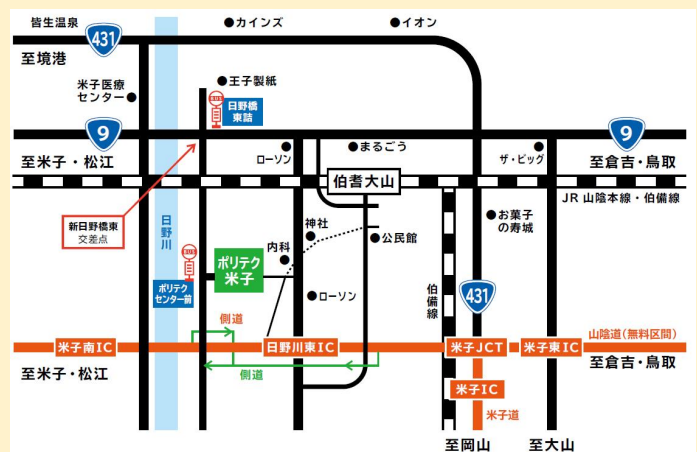 皆生温泉
431
●カインズ
●イオン
至境港
米子医療
センター●
●王子製紙
BUS
日野橋
東詰
9
9
ローソン
●まるごう
ザ・ビッグ
至米子・松江
至倉吉・鳥取
伯耆大山
JR山陰本線・伯備線
新日野橋東
交差点
日野川
神社
●お菓子
の寿城
●公民館
内科
BUS
ポリテク
センター前
ポリテク
米子
●ローソン
伯備線
431
側道
山陰道(無料区間)
米子南IC
日野川東IC
米子JCT
米子東IC
至米子・松江
側道
至倉吉・鳥取
米子IC
米子道
至岡山
至大山